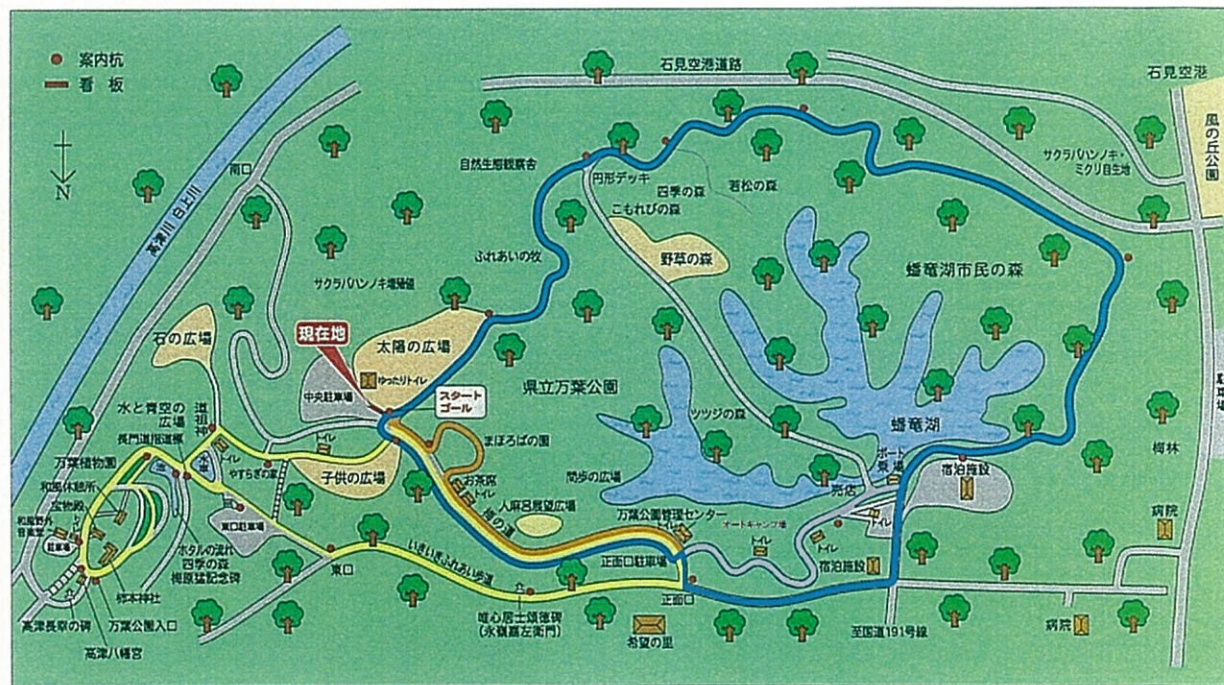 案内杭
看板
N
石見空港道路
石見空港
風の丘公園
サクラバハンノキ・
ミクリ自生地
南口
高津川
自然生態観察舎
円形デッキ
四季の森
若松の森
こもれびの森
野草の森
ふれあいの牧
蟠竜湖市民の森
サクラバハンノキ増殖値
石の広場
現在地
太陽の広場
ゆったりトイレ
中央駐車場
スタート
ゴール
県立万葉公園
ツツジの森
蟠竜湖
梅林
水と青空の
広場
道祖神
長門道指道標
トイレ
やすらぎの家
トイレ
子供の広場
まほろばの園
お茶席
トイレ
人麻呂展望広場
椿の道
間歩の広場
ボート
乗場
売店
宿泊施設
トイレ
万葉植物園
池
水車
和風休憩所
宝物殿
和風野外
音楽堂
駐車場
東口駐車場
ホタルの流れ
四季の森
梅原猛記念碑
東口
いきいきふれあい歩道
万葉公園管理センター
オートキャンプ場
正面口駐車場
トイレ
トイレ
宿泊施設
病院
柿本神社
万葉公園入口
高津長幸の碑
高津八幡宮
唯心居士頌徳碑
(永嶺嘉左衛門)
正面口
希望の里
至国道191号線
病院